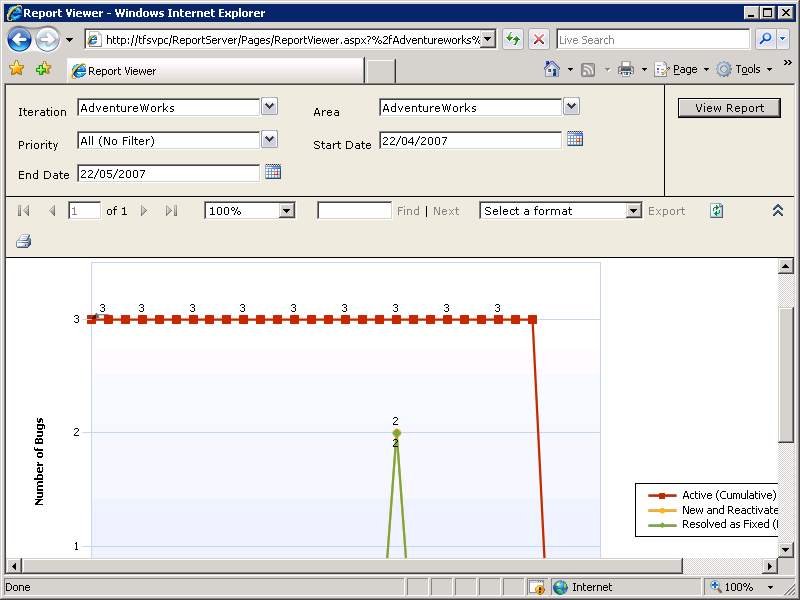 Report Viewer - Windows Internet Explorer
http://tfsvpc/ReportServer/Pages/ReportViewer.aspx?%2fAdventureworks%
Live Search
Report Viewer
Page
Tools
Iteration AdventureWorks Area AdventureWorks View Report
Priority All (No Filter) Start Date 22/04/2007
End Date 22/05/2007
1 of 1 100% Find | Next Select a format Export
3 3 3 3 3 3 3 3 3
3
2
2
2
1
Number of Bugs
Active (Cumulative)
New and Reactivate
Resolved as Fixed (
Done Internet 100%